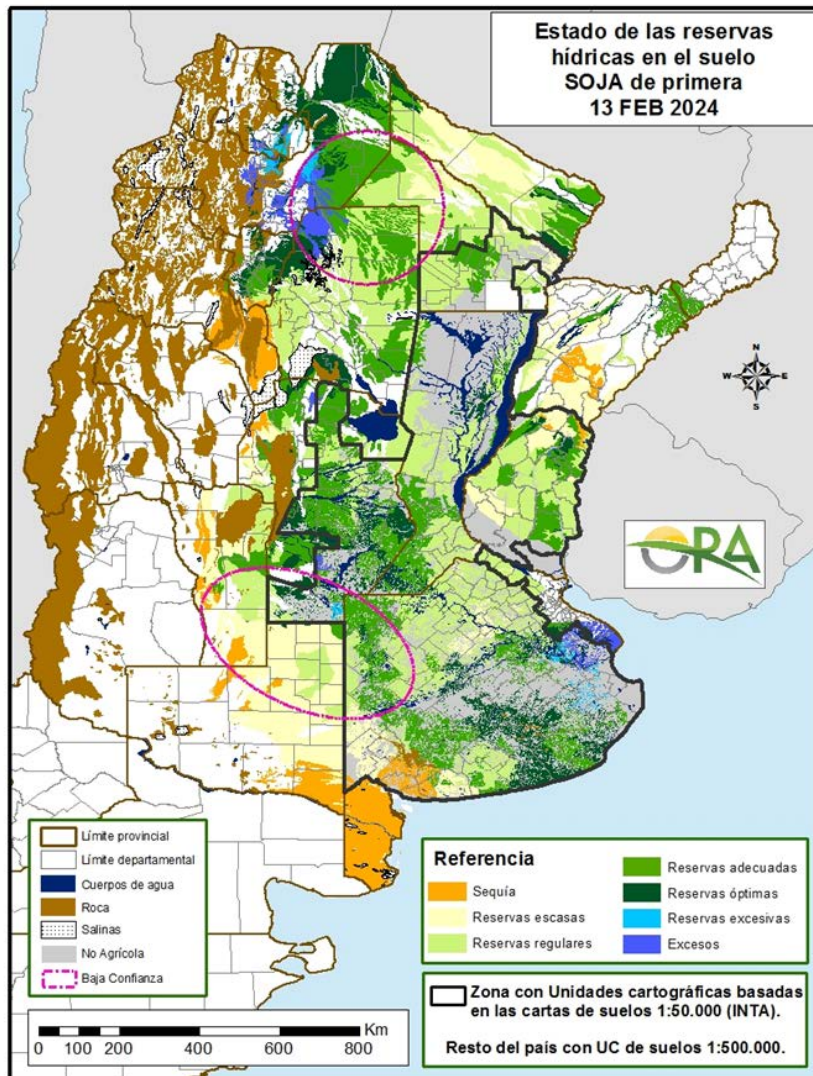 Estado de las reservas
hídricas en el suelo
SOJA de primera
13 FEB 2024
N
W
E
S
ORA
Límite provincial
Límite departamental
Cuerpos de agua
Roca
Salinas
No Agrícola
Baja Confianza
Referencia
Sequía
Reservas escasas
Reservas regulares
Reservas adecuadas
Reservas óptimas
Reservas excesivas
Excesos
Km
0 100 200 400 600 800
Zona con Unidades cartográficas basadas
en las cartas de suelos 1:50.000 (INTA).
Resto del país con UC de suelos 1:500.000.